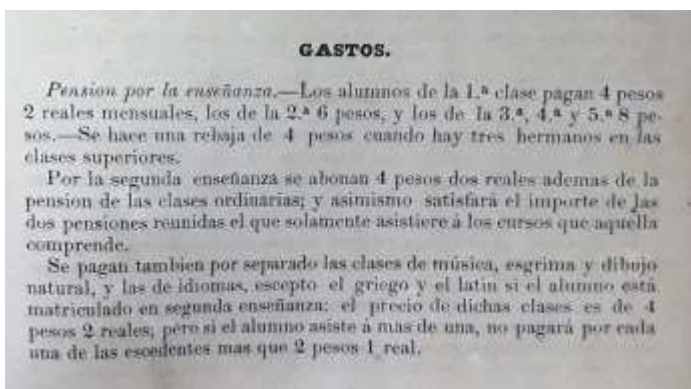 GASTOS.
Pension por la enseñanza.—Los alumnos de la 1.ª clase pagan 4 pesos
2 reales mensuales, los de la 2.ª 6 pesos, y los de la 3.ª, 4.ª y 5.ª 8 pe-
sos.—Se hace una rebaja de 4 pesos cuando hay tres hermanos en las
clases superiores.
Por la segunda enseñanza se abonan 4 pesos dos reales ademas de la
pension de las clases ordinarias; y asimismo satisfará el importe de las
dos pensiones reunidas el que solamente asistiere á los cursos que aquella
comprende.
Se pagan tambien por separado las clases de música, esgrima y dibujo
natural, y las de idiomas, escepto el griego y el latin si el alumno está
matriculado en segunda enseñanza: el precio de dichas clases es de 4
pesos 2 reales, pero si el alumno asiste á mas de una, no pagará por cada
una de las escedentes mas que 2 pesos 1 real.